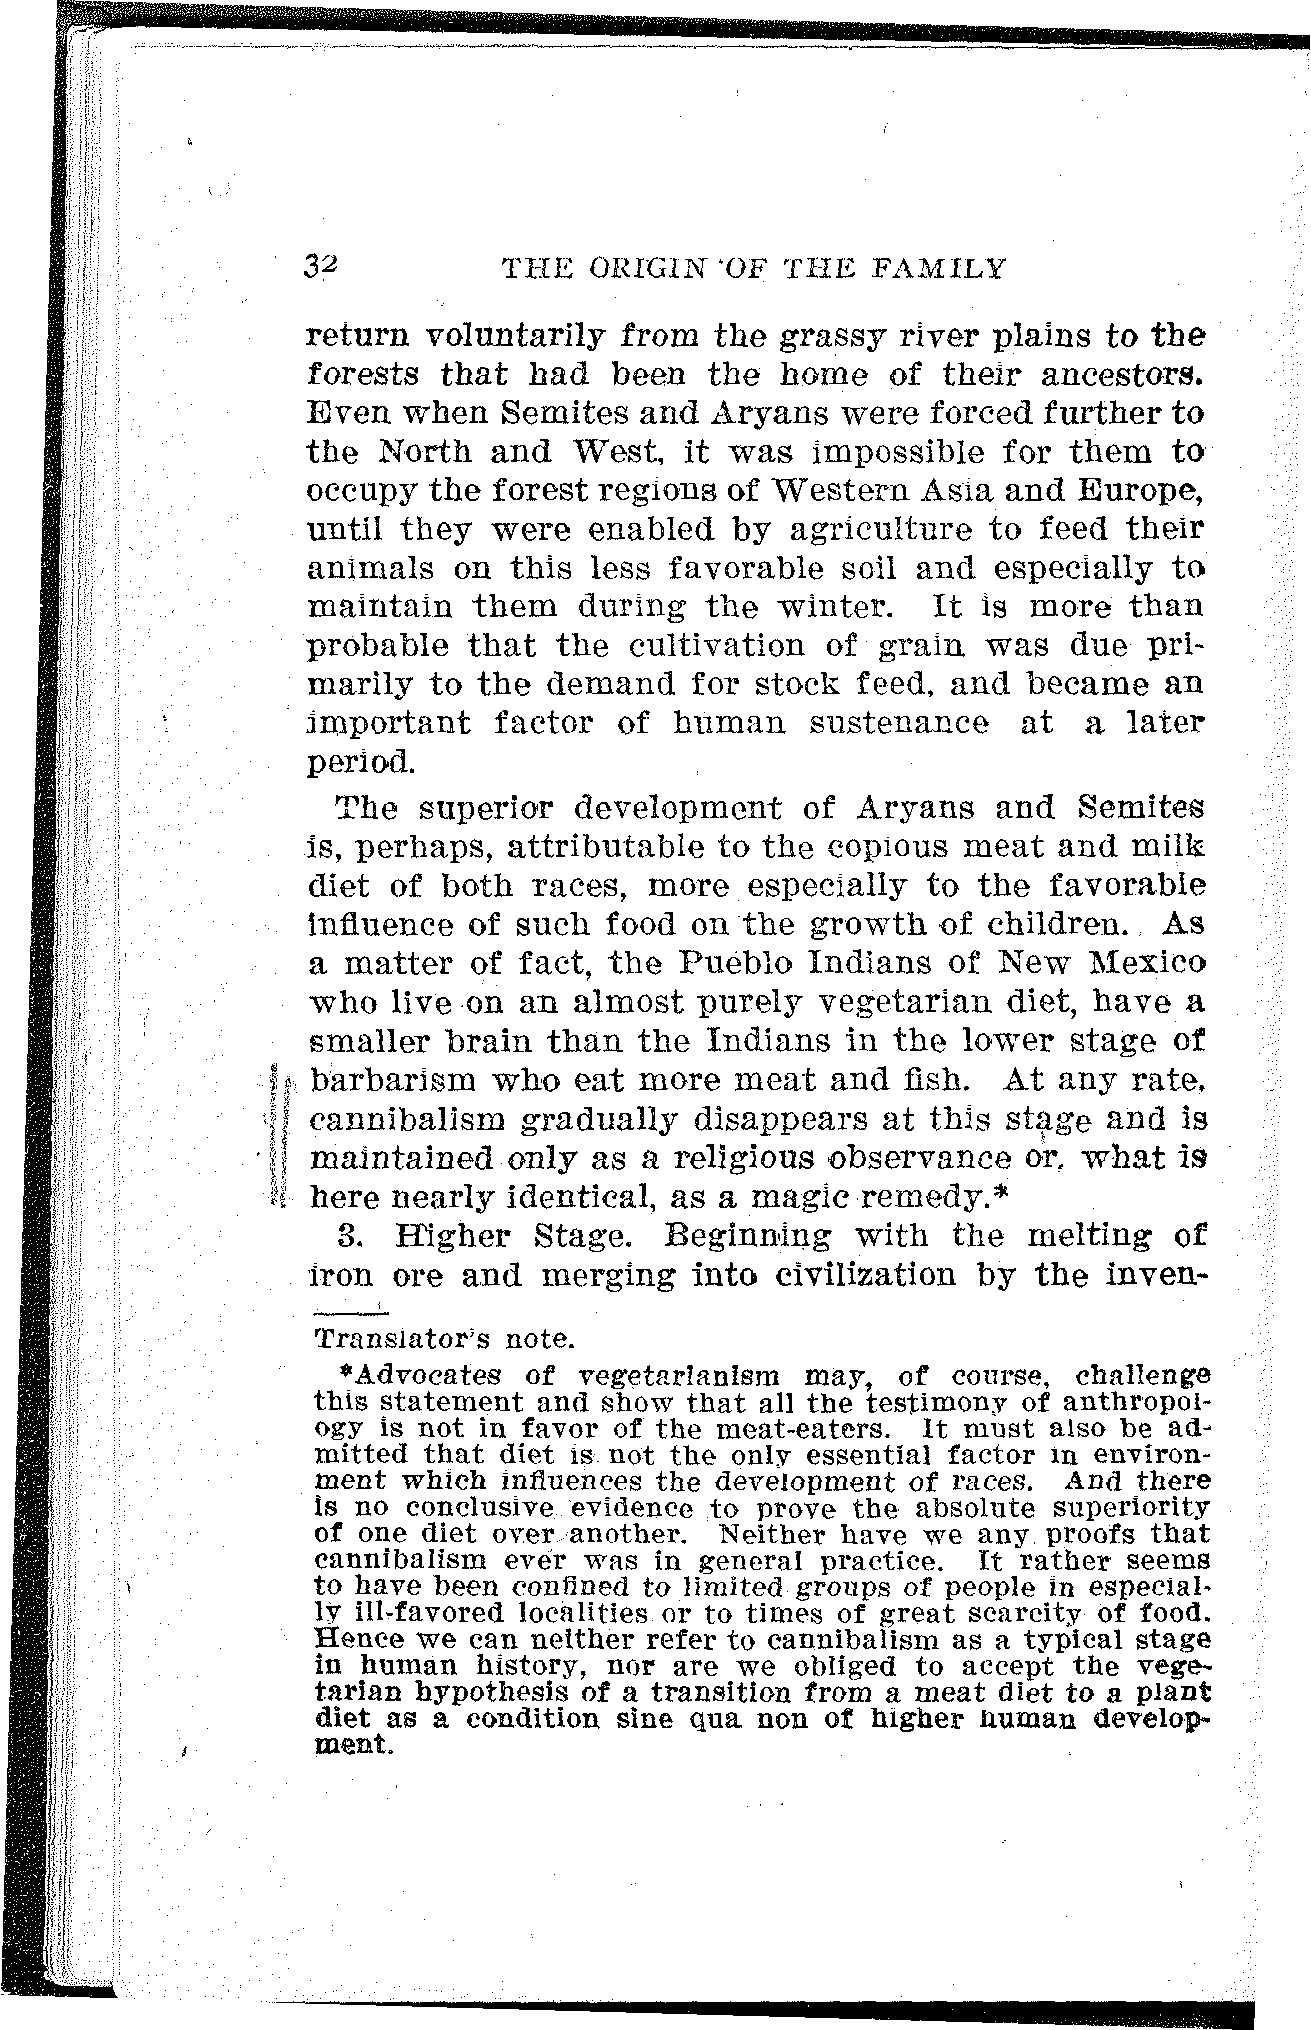 32 THE ORIGIN OF THE FAMILY
return voluntarily from the grassy river plains to the
forests that had been the home of their ancestors.
Even when Semites and Aryans were forced further to
the North and West, it was impossible for them to
occupy the forest regions of Western Asia and Europe,
until they were enabled by agriculture to feed their
animals on this less favorable soil and especially to
maintain them during the winter. It is more than
probable that the cultivation of grain was due pri-
marily to the demand for stock feed, and became an
important factor of human sustenance at a later
period.
The superior development of Aryans and Semites
is, perhaps, attributable to the copious meat and milk
diet of both races, more especially to the favorable
influence of such food on the growth of children. As
a matter of fact, the Pueblo Indians of New Mexico
who live on an almost purely vegetarian diet, have a
smaller brain than the Indians in the lower stage of
barbarism who eat more meat and fish. At any rate,
cannibalism gradually disappears at this stage and is
maintained only as a religious observance or, what is
here nearly identical, as a magic remedy.*
3. Higher Stage. Beginning with the melting of
iron ore and merging into civilization by the inven-
Translator's note.
*Advocates of vegetarianism may, of course, challenge
this statement and show that all the testimony of anthropol-
ogy is not in favor of the meat-eaters. It must also be ad-
mitted that diet is not the only essential factor in environ-
ment which influences the development of races. And there
is no conclusive evidence to prove the absolute superiority
of one diet over another. Neither have we any proofs that
cannibalism ever was in general practice. It rather seems
to have been confined to limited groups of people in especial-
ly ill-favored localities or to times of great scarcity of food.
Hence we can neither refer to cannibalism as a typical stage
in human history, nor are we obliged to accept the vege-
tarian hypothesis of a transition from a meat diet to a plant
diet as a condition sine qua non of higher human develop-
ment.